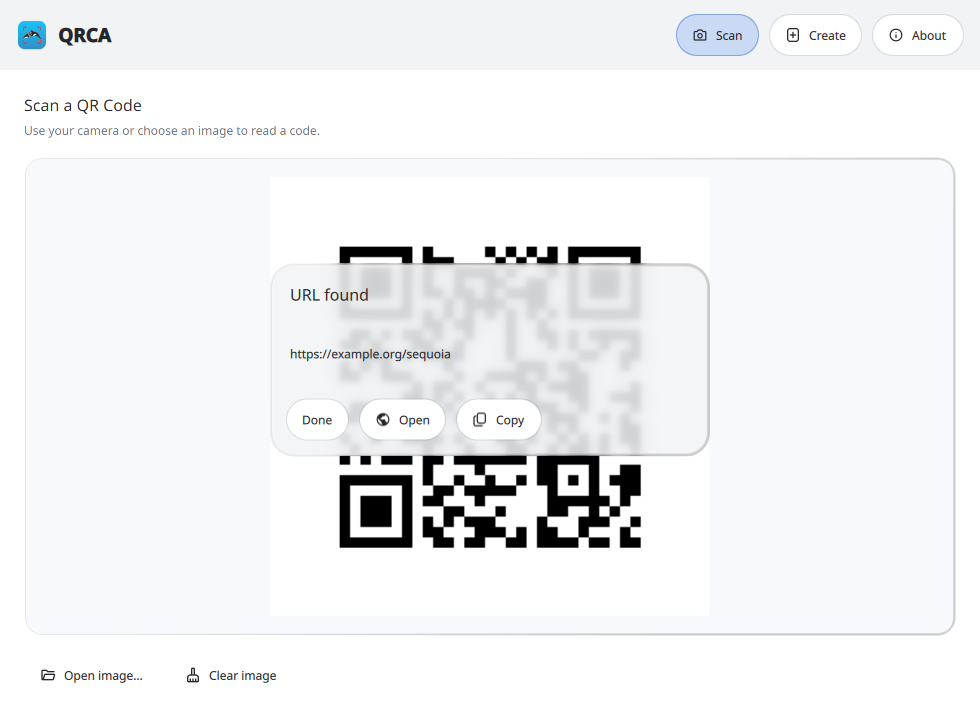 QRCA
Scan
Create
About
Scan a QR Code
Use your camera or choose an image to read a code.
URL found
https://example.org/sequoia
Done
Open
Copy
Open image...
Clear image